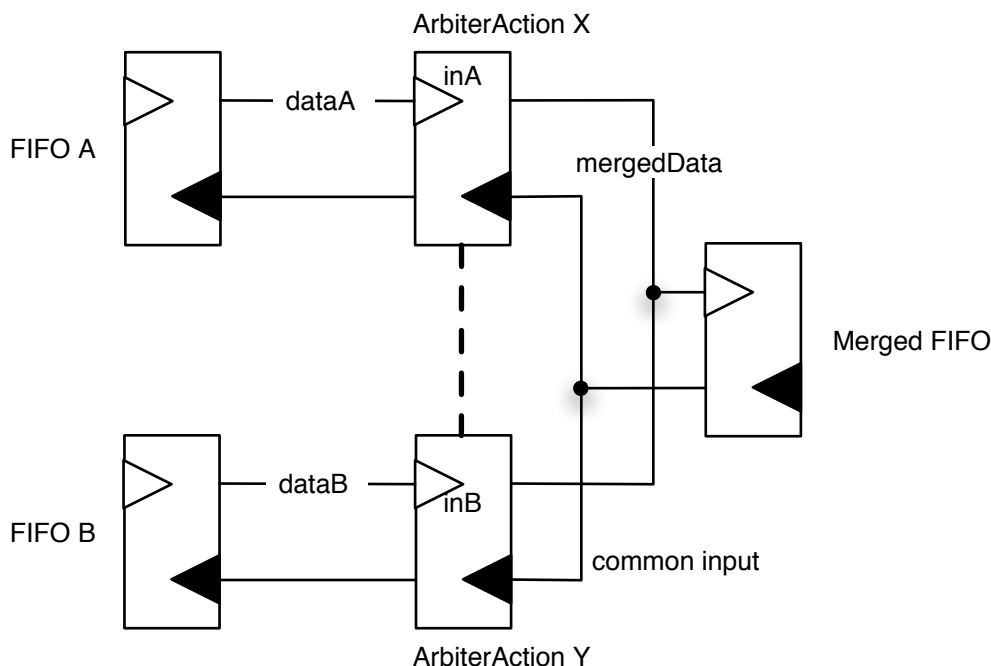 ArbiterAction X
inA
dataA
FIFO A
mergedData
Merged FIFO
dataB
inB
FIFO B
common input
ArbiterAction Y